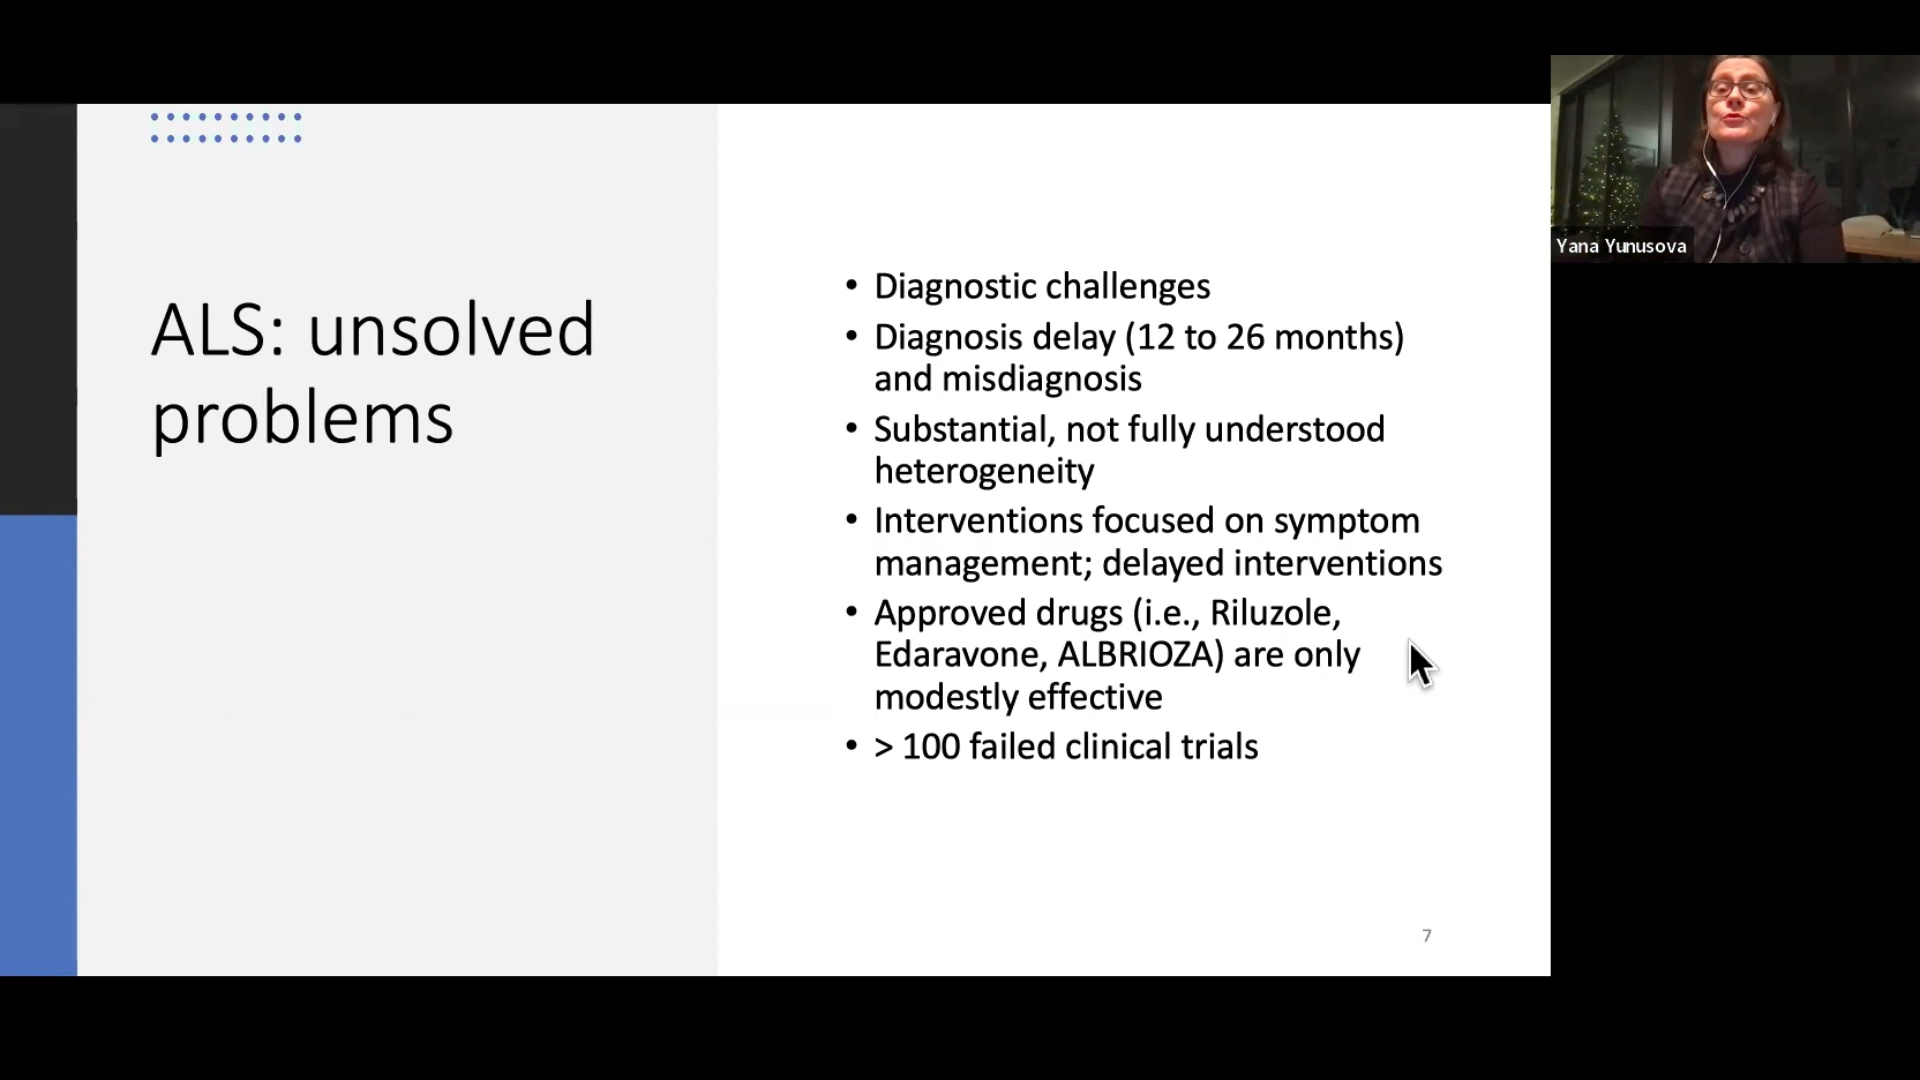 ALS: unsolved
problems
• Diagnostic challenges
• Diagnosis delay (12 to 26 months)
and misdiagnosis
• Substantial, not fully understood
heterogeneity
• Interventions focused on symptom
management; delayed interventions
• Approved drugs (i.e., Riluzole,
Edaravone, ALBRIOZA) are only
modestly effective
• > 100 failed clinical trials
7
Yana Yunusova